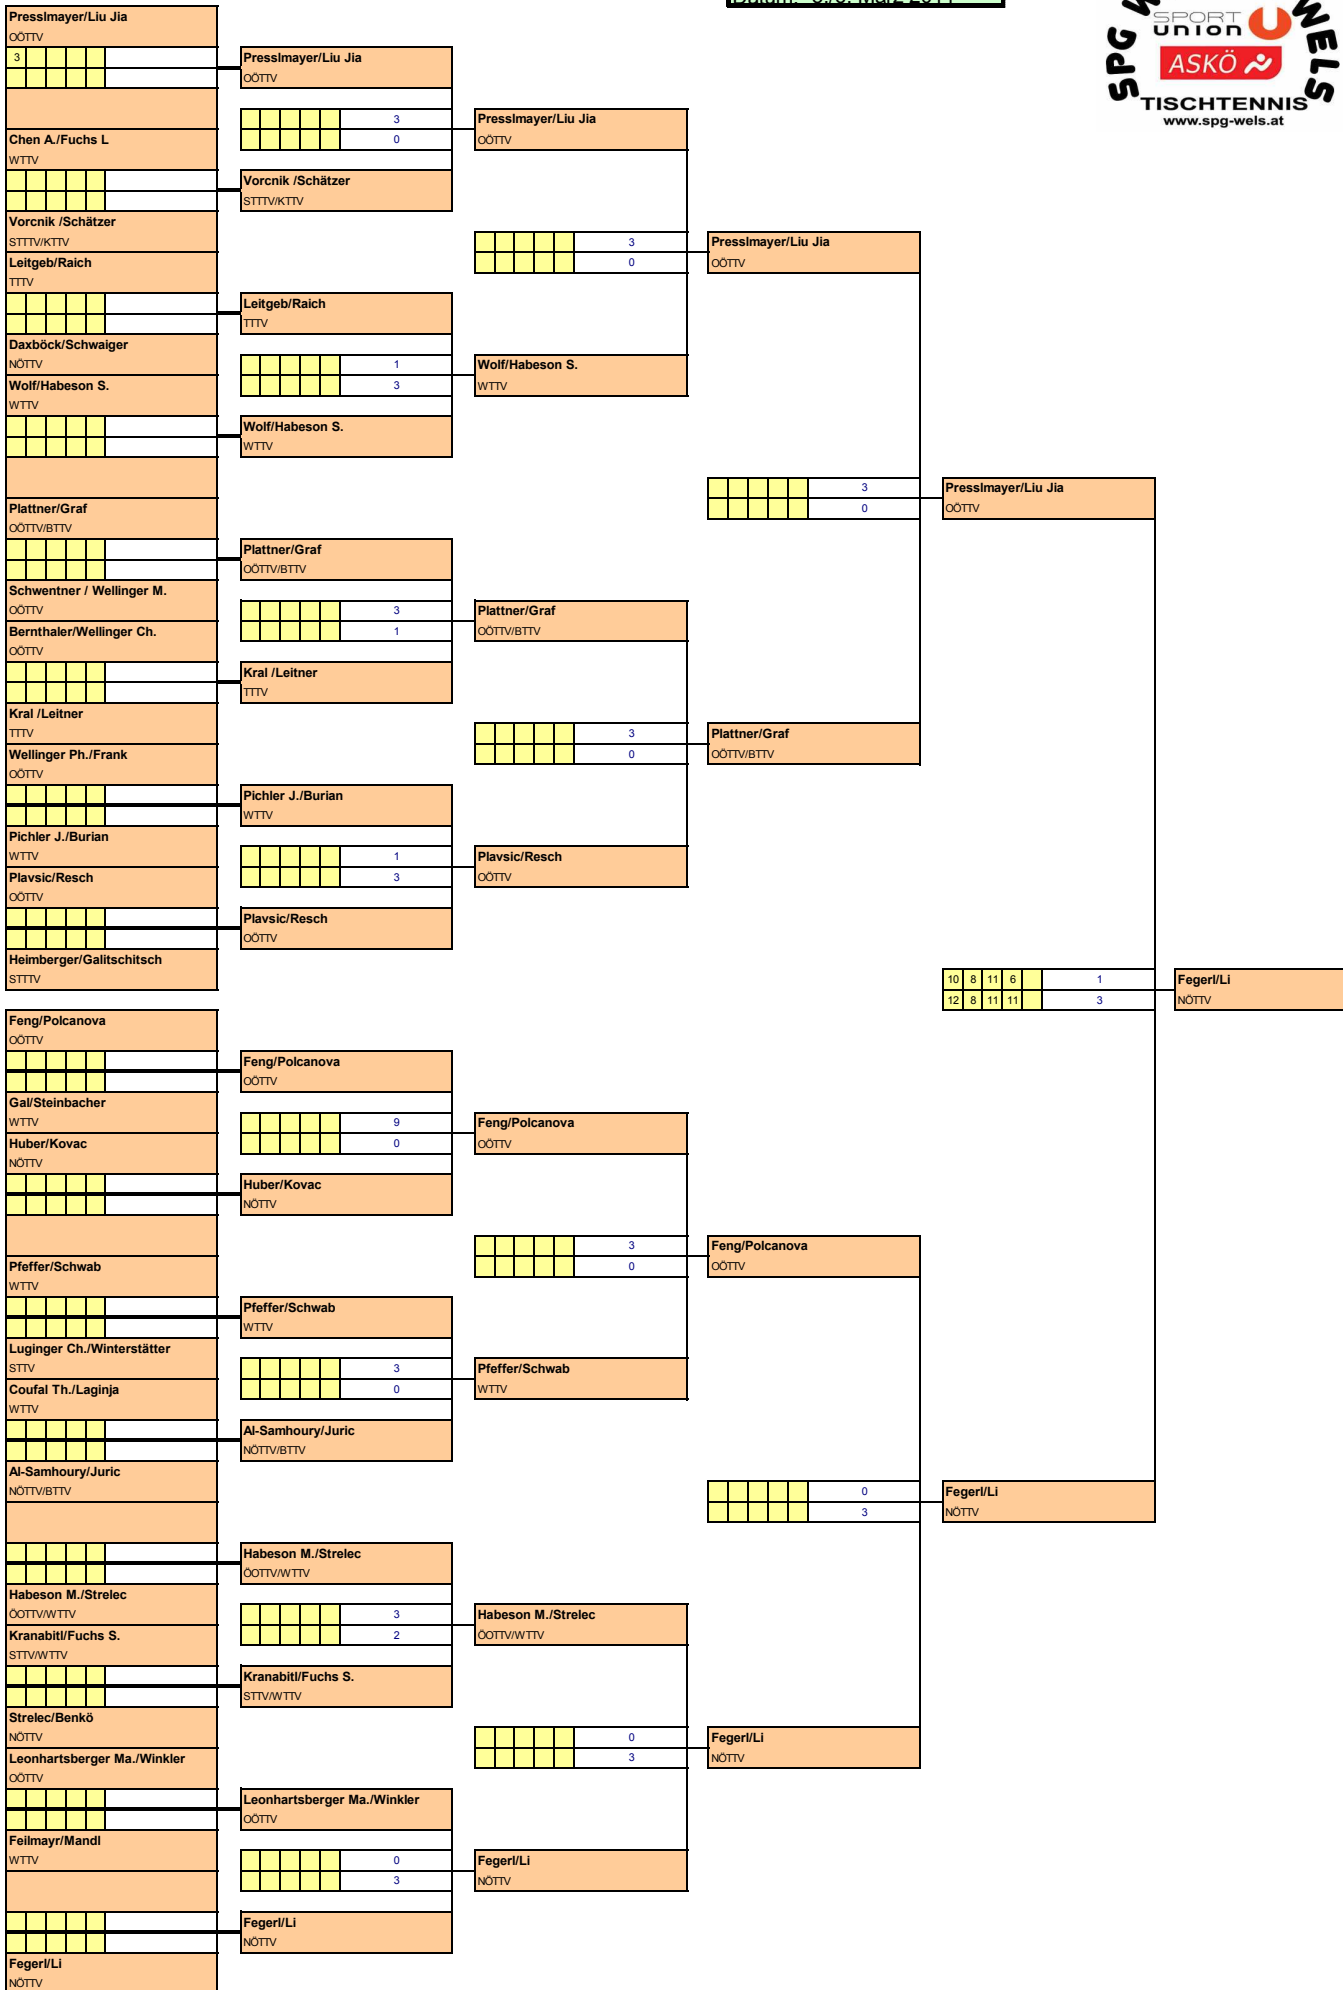 Presslmayer/Liu Jia
OÖTTV
3
Chen A./Fuchs L
WTTV
Vorcnik /Schätzer
STTTV/KTTV
Leitgeb/Raich
TTTV
Daxböck/Schwaiger
NÖTTV
Wolf/Habeson S.
WTTV
Plattner/Graf
OÖTTV/BTTV
Schwentner / Wellinger M.
OÖTTV
Bernthaler/Wellinger Ch.
OÖTTV
Kral /Leitner
TTTV
Wellinger Ph./Frank
OÖTTV
Pichler J./Burian
WTTV
Plavsic/Resch
OÖTTV
Heimberger/Galitschitsch
STTTV
Feng/Polcanova
OÖTTV
Gal/Steinbacher
WTTV
Huber/Kovac
NÖTTV
Pfeffer/Schwab
WTTV
Luginger Ch./Winterstätter
STTV
Coufal Th./Laginja
WTTV
Al-Samhoury/Juric
NÖTTV/BTTV
Habeson M./Strelec
ÖOTTV/WTTV
Kranabitl/Fuchs S.
STTV/WTTV
Strelec/Benkö
NÖTTV
Leonhartsberger Ma./Winkler
OÖTTV
Feilmayr/Mandl
WTTV
Fegerl/Li
NÖTTV
Presslmayer/Liu Jia
OÖTTV
3
0
Vorcnik /Schätzer
STTTV/KTTV
Leitgeb/Raich
TTTV
1
3
Wolf/Habeson S.
WTTV
Plattner/Graf
OÖTTV/BTTV
3
1
Kral /Leitner
TTTV
Pichler J./Burian
WTTV
1
3
Plavsic/Resch
OÖTTV
Feng/Polcanova
OÖTTV
9
0
Huber/Kovac
NÖTTV
Pfeffer/Schwab
WTTV
3
0
Al-Samhoury/Juric
NÖTTV/BTTV
Habeson M./Strelec
ÖOTTV/WTTV
3
2
Kranabitl/Fuchs S.
STTV/WTTV
Leonhartsberger Ma./Winkler
OÖTTV
0
3
Fegerl/Li
NÖTTV
Presslmayer/Liu Jia
OÖTTV
3
0
Wolf/Habeson S.
WTTV
Plattner/Graf
OÖTTV/BTTV
3
0
Plavsic/Resch
OÖTTV
Feng/Polcanova
OÖTTV
3
0
Pfeffer/Schwab
WTTV
Habeson M./Strelec
ÖOTTV/WTTV
0
3
Fegerl/Li
NÖTTV
Presslmayer/Liu Jia
OÖTTV
3
0
Plattner/Graf
OÖTTV/BTTV
Feng/Polcanova
OÖTTV
0
3
Fegerl/Li
NÖTTV
Presslmayer/Liu Jia
OÖTTV
10 8 11 6 1
12 8 11 11 3
Fegerl/Li
NÖTTV
Fegerl/Li
NÖTTV
März 2011
SPG W
WELS
SPORT
union
ASKÖ
TISCHTENNIS
www.spg-wels.at